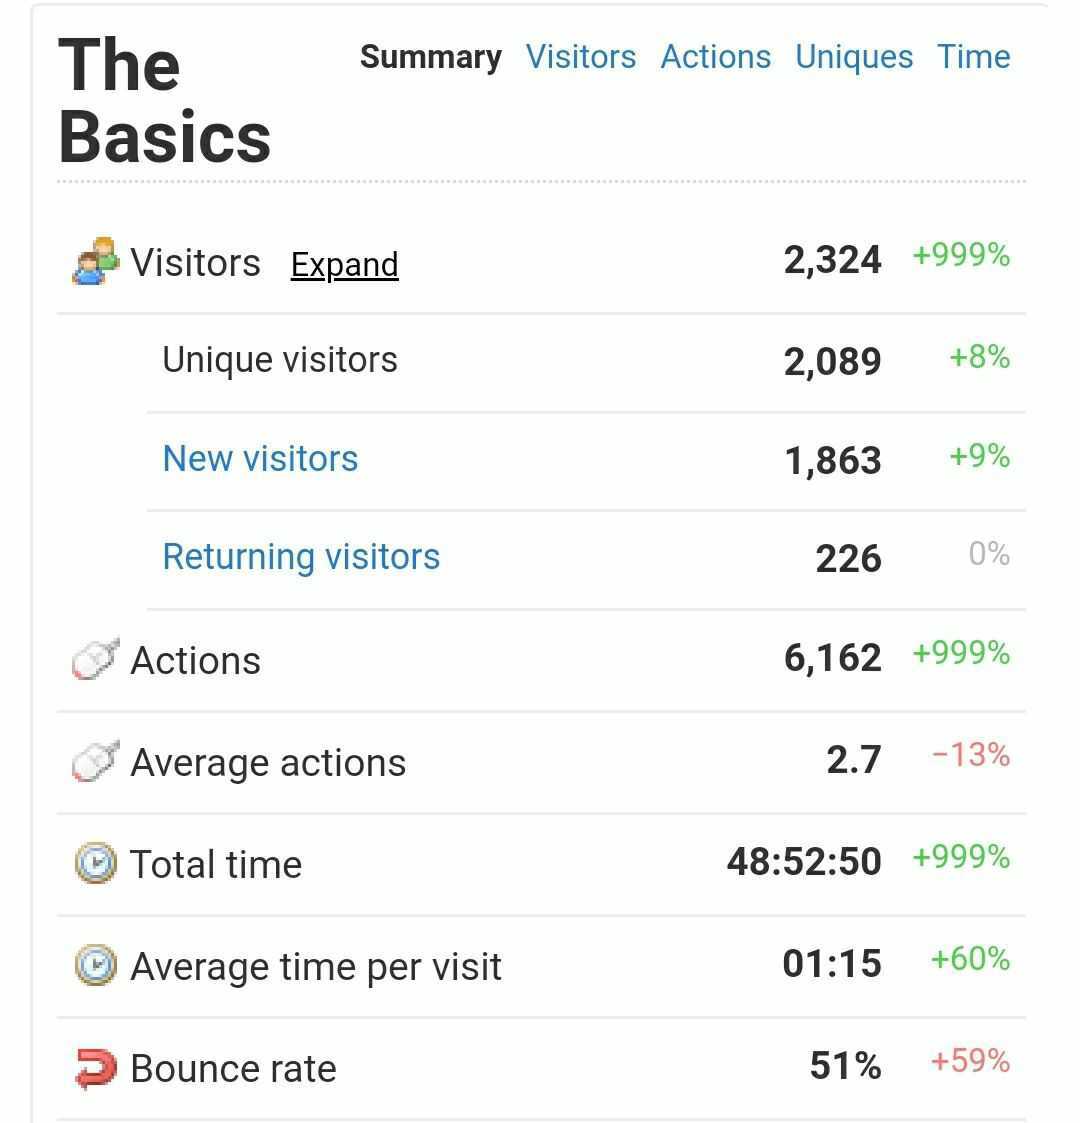 The
Basics
Summary Visitors Actions Uniques Time
Visitors Expand 2,324 +999%
Unique visitors 2,089 +8%
New visitors 1,863 +9%
Returning visitors 226 0%
Actions 6,162 +999%
Average actions 2.7 −13%
Total time 48:52:50 +999%
Average time per visit 01:15 +60%
Bounce rate 51% +59%